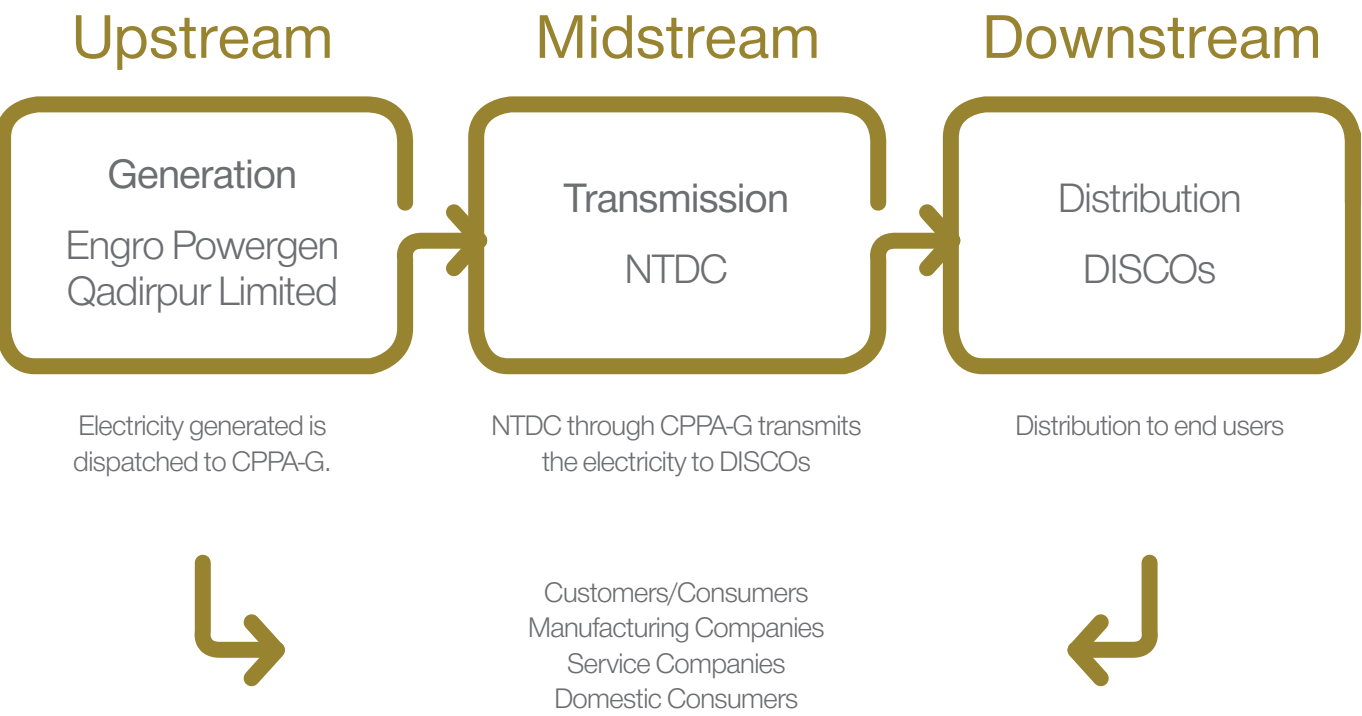 Upstream
Midstream
Downstream
Generation
Engro Powergen
Qadirpur Limited
Transmission
NTDC
Distribution
DISCOs
Electricity generated is
dispatched to CPPA-G.
NTDC through CPPA-G transmits
the electricity to DISCOs
Distribution to end users
Customers/Consumers
Manufacturing Companies
Service Companies
Domestic Consumers